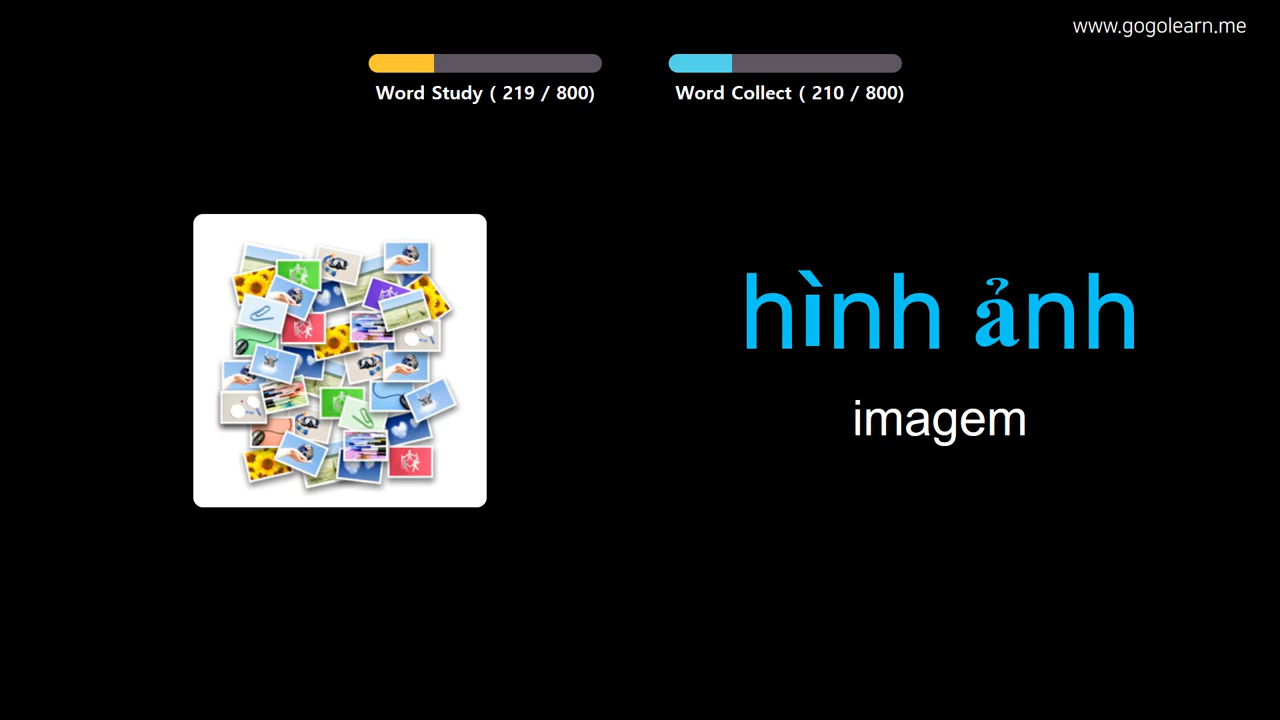 www.gogolearn.me
Word Study ( 219 / 800)
Word Collect ( 210 / 800)
hình ảnh
imagem